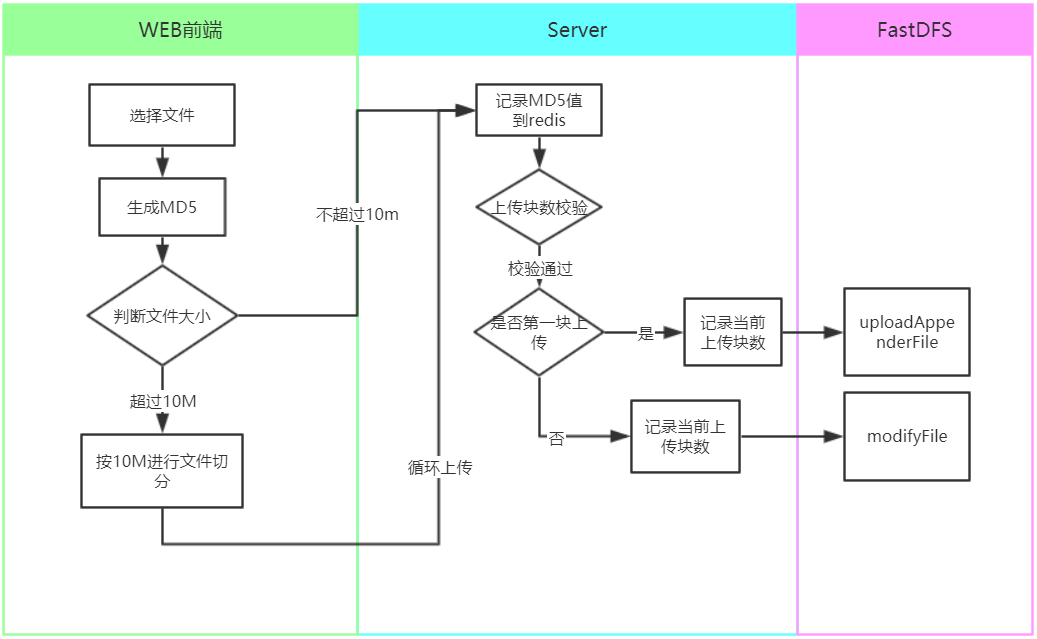 WEB前端
Server
FastDFS
选择文件
生成MD5
判断文件大小
不超过10m
超过10M
按10M进行文件切
分
循环上传
记录MD5值
到redis
上传块数校验
校验通过
是否第一块上
传
是
记录当前
上传块数
uploadAppe
nderFile
否
记录当前上
传块数
modifyFile